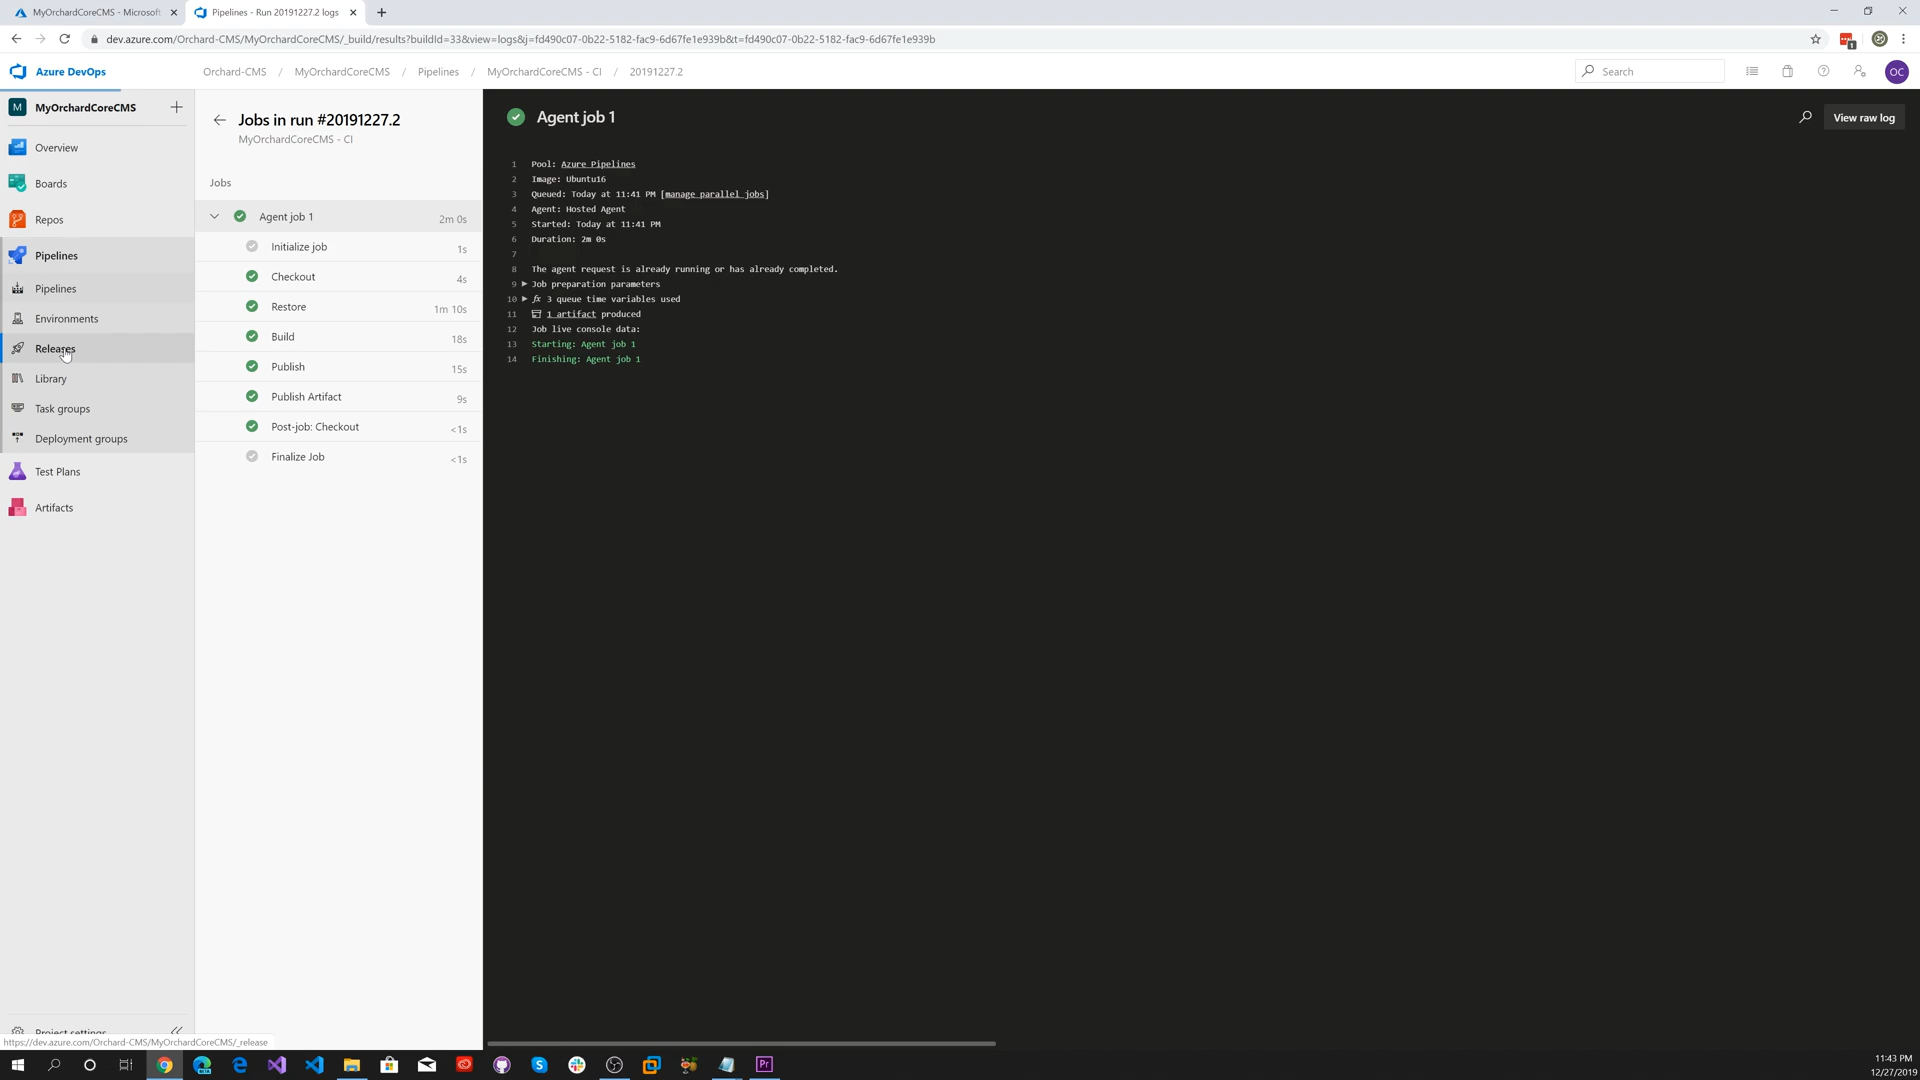 MyOrchardCoreCMS - Microsoft
Pipelines - Run 20191227.2 logs
dev.azure.com/Orchard-CMS/MyOrchardCoreCMS/_build/results?buildId=33&view=logs&j=fd490c07-0b22-5182-fac9-6d67fe1e939b&t=fd490c07-0b22-5182-fac9-6d67fe1e939b
1
Azure DevOps
Orchard-CMS / MyOrchardCoreCMS / Pipelines / MyOrchardCoreCMS - CI / 20191227.2
Search
OC
M MyOrchardCoreCMS
Overview
Boards
Repos
Pipelines
Pipelines
Environments
Releases
Library
Task groups
Deployment groups
Test Plans
Artifacts
Project settings
https://dev.azure.com/Orchard-CMS/MyOrchardCoreCMS/_release
Jobs in run #20191227.2
MyOrchardCoreCMS - CI
Jobs
Agent job 1 2m 0s
Initialize job 1s
Checkout 4s
Restore 1m 10s
Build 18s
Publish 15s
Publish Artifact 9s
Post-job: Checkout <1s
Finalize Job <1s
Agent job 1
View raw log
1 Pool: Azure Pipelines
2 Image: Ubuntu16
3 Queued: Today at 11:41 PM [manage parallel jobs]
4 Agent: Hosted Agent
5 Started: Today at 11:41 PM
6 Duration: 2m 0s
7
8 The agent request is already running or has already completed.
9 Job preparation parameters
10 fx 3 queue time variables used
11 1 artifact produced
12 Job live console data:
13 Starting: Agent job 1
14 Finishing: Agent job 1
BETA
Pr
11:43 PM
12/27/2019